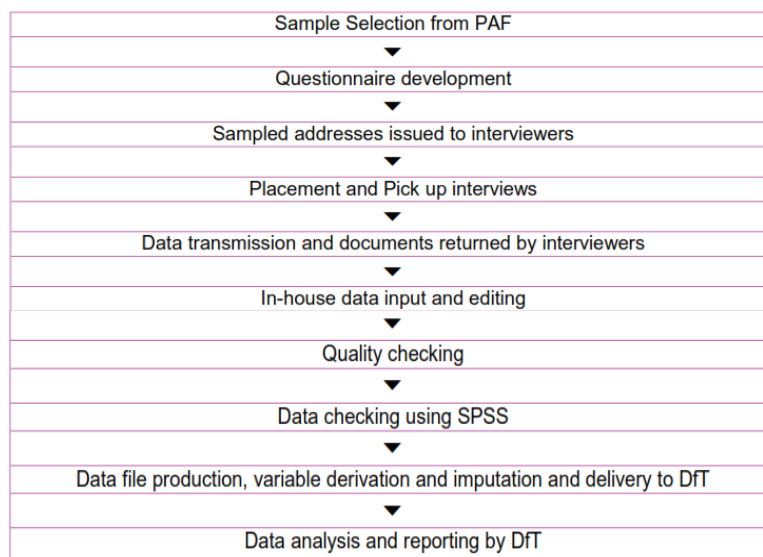 Sample Selection from PAF
Questionnaire development
Sampled addresses issued to interviewers
Placement and Pick up interviews
Data transmission and documents returned by interviewers
In-house data input and editing
Quality checking
Data checking using SPSS
Data file production, variable derivation and imputation and delivery to DfT
Data analysis and reporting by DfT